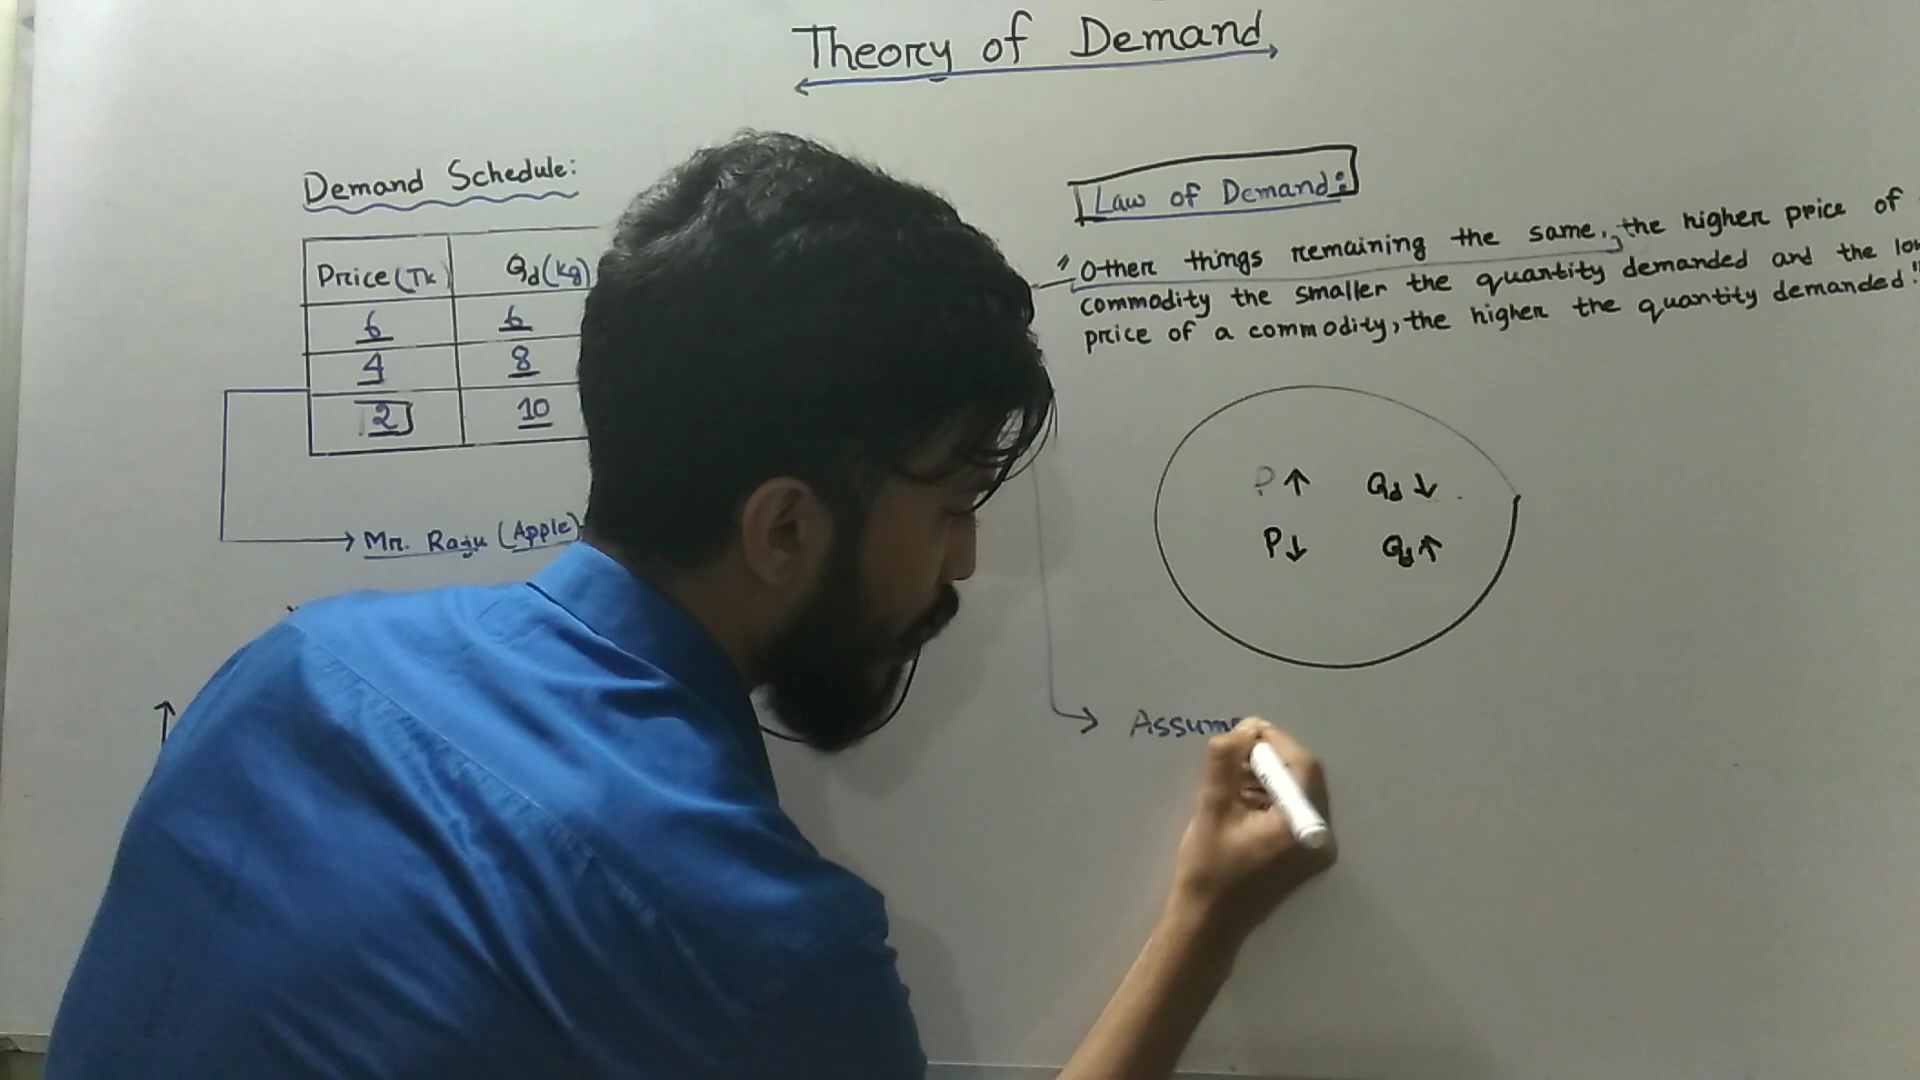 Theory of Demand
Demand Schedule:
Price (Tk) Qd (kg)
6 6
4 8
2 10
Mr. Raju (Apple)
Law of Demand:
"Other things remaining the same, the higher price of
commodity the smaller the quantity demanded and the
price of a commodity, the higher the quantity demanded"
P↑ Qd↓
P↓ Qd↑
Assum